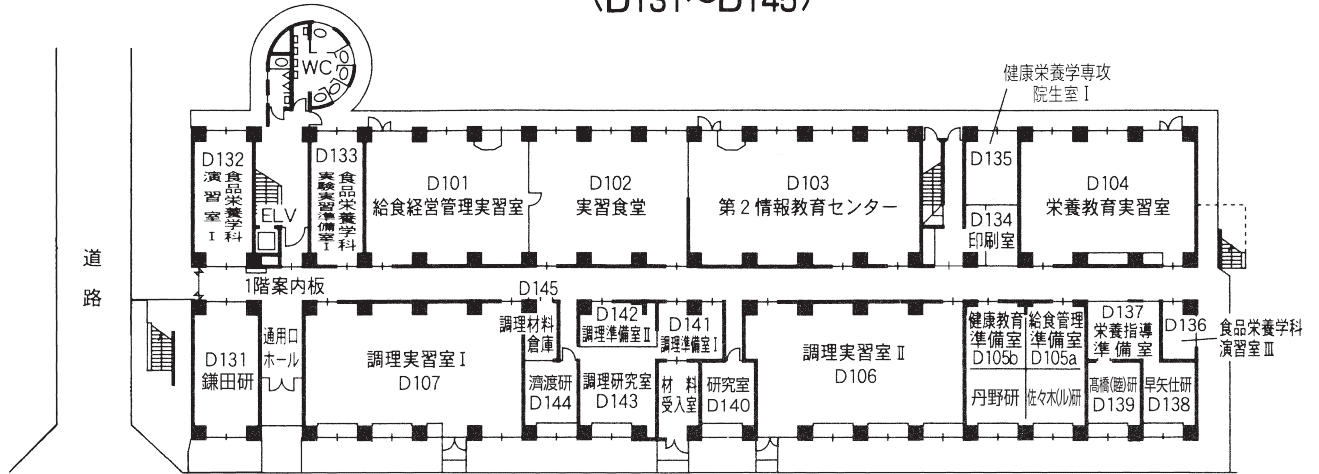 (D131～D145)
健康栄養学専攻
院生室Ⅰ
WC
D132
食品栄養学科
演習室Ⅰ
ELV
D133
食品栄養学科
実験実習準備室Ⅰ
D101
給食経営管理実習室
D102
実習食堂
D103
第2情報教育センター
D135
D134
印刷室
D104
栄養教育実習室
道路
1階案内板
D131
鎌田研
通用口
ホール
調理実習室Ⅰ
D107
D145
調理材料
倉庫
D142
調理準備室Ⅱ
D141
調理準備室Ⅰ
濟渡研
D144
調理研究室
D143
材料
受入室
研究室
D140
調理実習室Ⅱ
D106
健康教育
準備室
D105b
給食管理
準備室
D105a
丹野研
佐々木(ル)研
D137
栄養指導
準備室
D136
食品栄養学科
演習室Ⅲ
髙橋(睦)研
D139
早矢仕研
D138